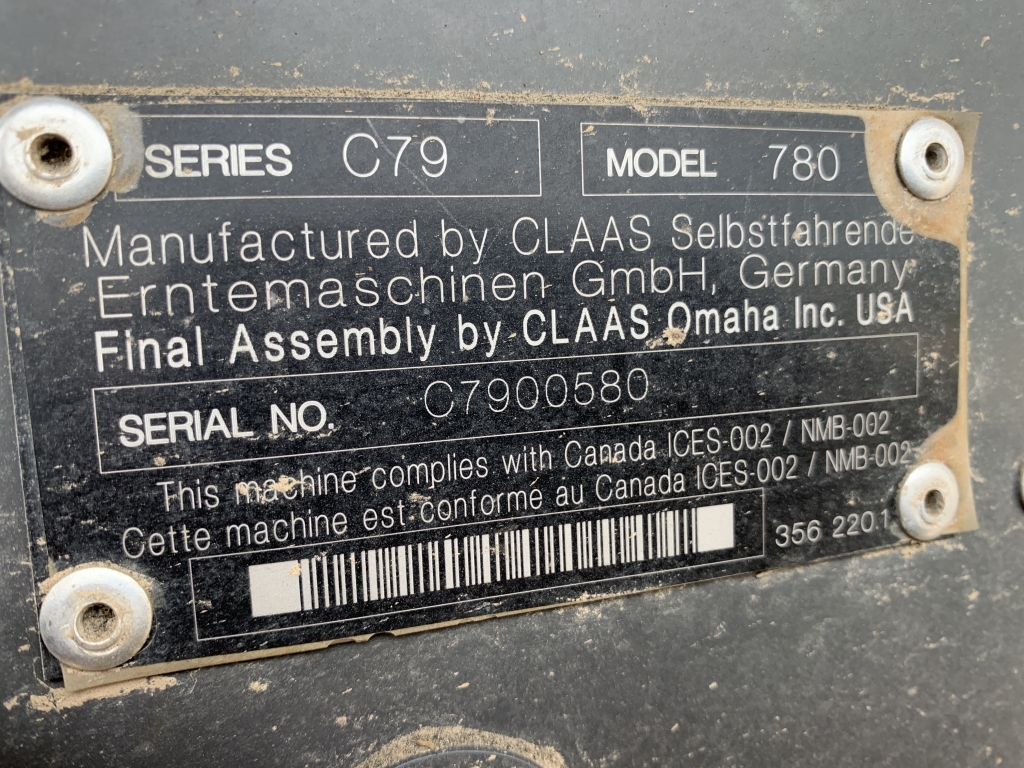 SERIES C79 MODEL 780
Manufactured by CLAAS Selbstfahrende
Erntemaschinen GmbH, Germany
Final Assembly by CLAAS Omaha Inc. USA
SERIAL NO. C7900580
This machine complies with Canada ICES-002 / NMB-002
Cette machine est conformé au Canada ICES-002 / NMB-002
356 2201